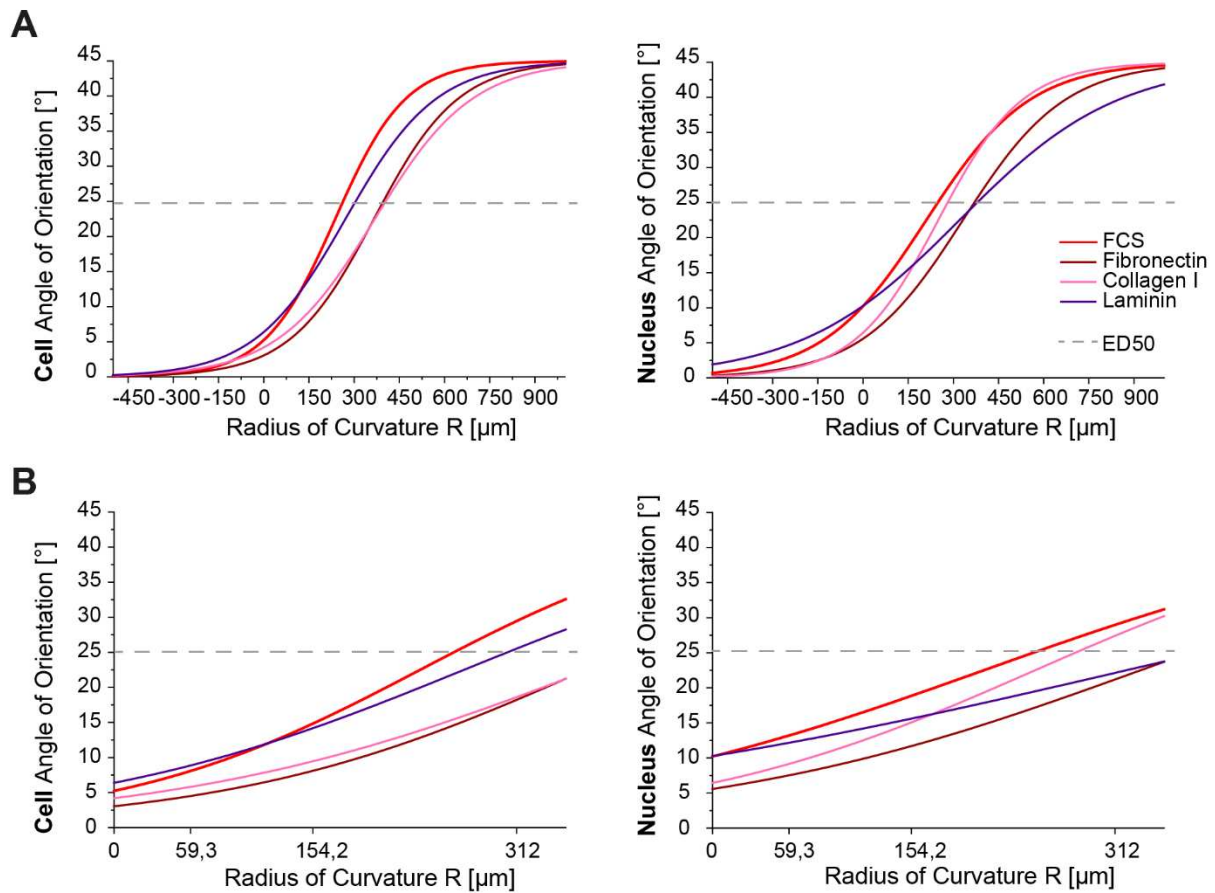 A
45
40
35
30
25
20
15
10
5
0
Cell Angle of Orientation [°]
-450 -300 -150 0 150 300 450 600 750 900
Radius of Curvature R [µm]
45
40
35
30
25
20
15
10
5
0
Nucleus Angle of Orientation [°]
-450 -300 -150 0 150 300 450 600 750 900
Radius of Curvature R [µm]
FCS
Fibronectin
Collagen I
Laminin
ED50
B
45
40
35
30
25
20
15
10
5
0
Cell Angle of Orientation [°]
0 59,3 154,2 312
Radius of Curvature R [µm]
45
40
35
30
25
20
15
10
5
0
Nucleus Angle of Orientation [°]
0 59,3 154,2 312
Radius of Curvature R [µm]